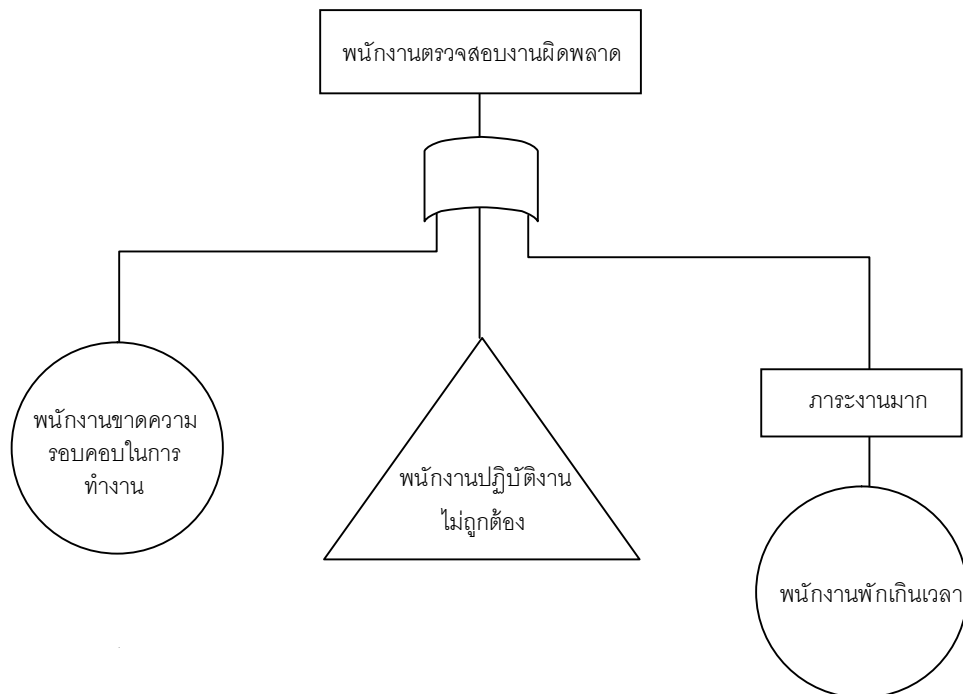 พนักงานตรวจสอบงานผิดพลาด
พนักงานขาดความ
รอบคอบในการ
ทำงาน
พนักงานปฏิบัติงาน
ไม่ถูกต้อง
ภาระงานมาก
พนักงานพักเกินเวลา